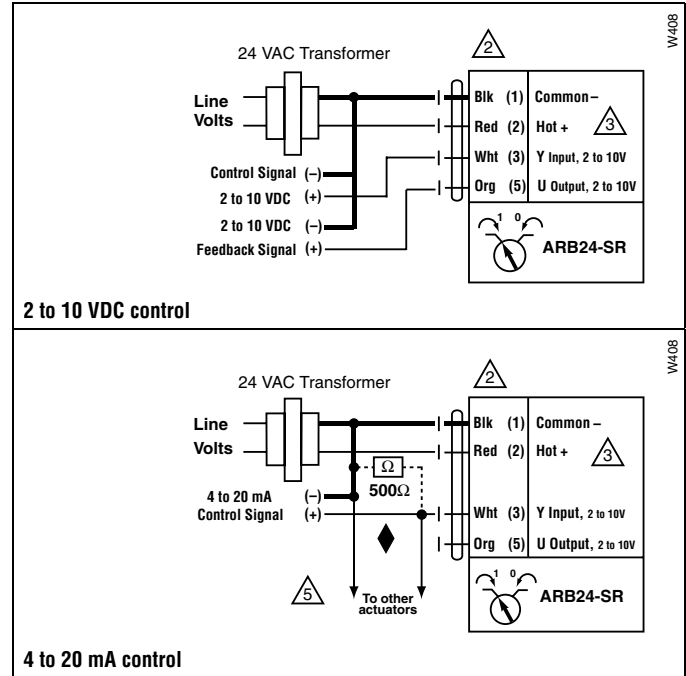 W408
24 VAC Transformer
2
Line
Volts
Blk (1) Common –
Red (2) Hot +
3
Wht (3) Y Input, 2 to 10V
Org (5) U Output, 2 to 10V
Control Signal (–)
2 to 10 VDC (+)
2 to 10 VDC (–)
Feedback Signal (+)
1 0
ARB24-SR
2 to 10 VDC control
W408
24 VAC Transformer
2
Line
Volts
Blk (1) Common –
Red (2) Hot +
3
Ω
500Ω
4 to 20 mA (–)
Control Signal (+)
Wht (3) Y Input, 2 to 10V
Org (5) U Output, 2 to 10V
5
To other
actuators
1 0
ARB24-SR
4 to 20 mA control